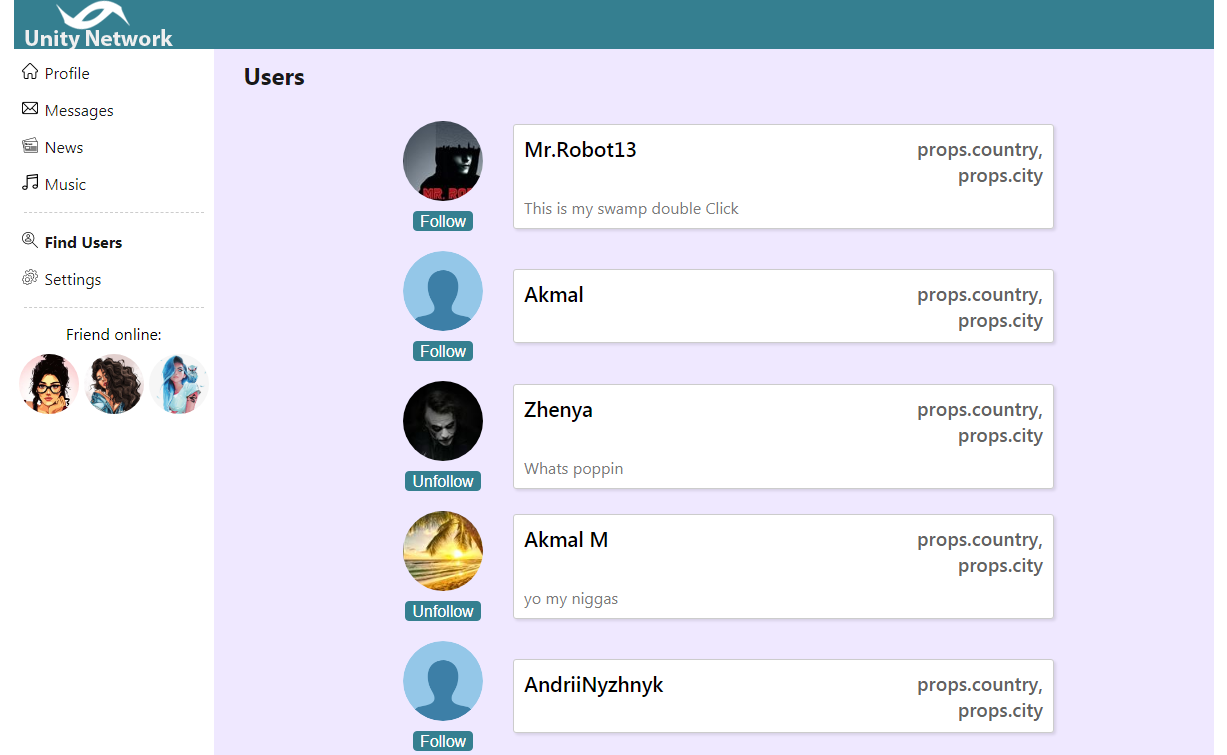 Unity Network
Profile
Messages
News
Music
Find Users
Settings
Friend online:
Users
Mr.Robot13
props.country,
props.city
This is my swamp double Click
MR. RO
Follow
Akmal
props.country,
props.city
Follow
Zhenya
props.country,
props.city
Whats poppin
Unfollow
Akmal M
props.country,
props.city
yo my niggas
Unfollow
AndriiNyzhnyk
props.country,
props.city
Follow